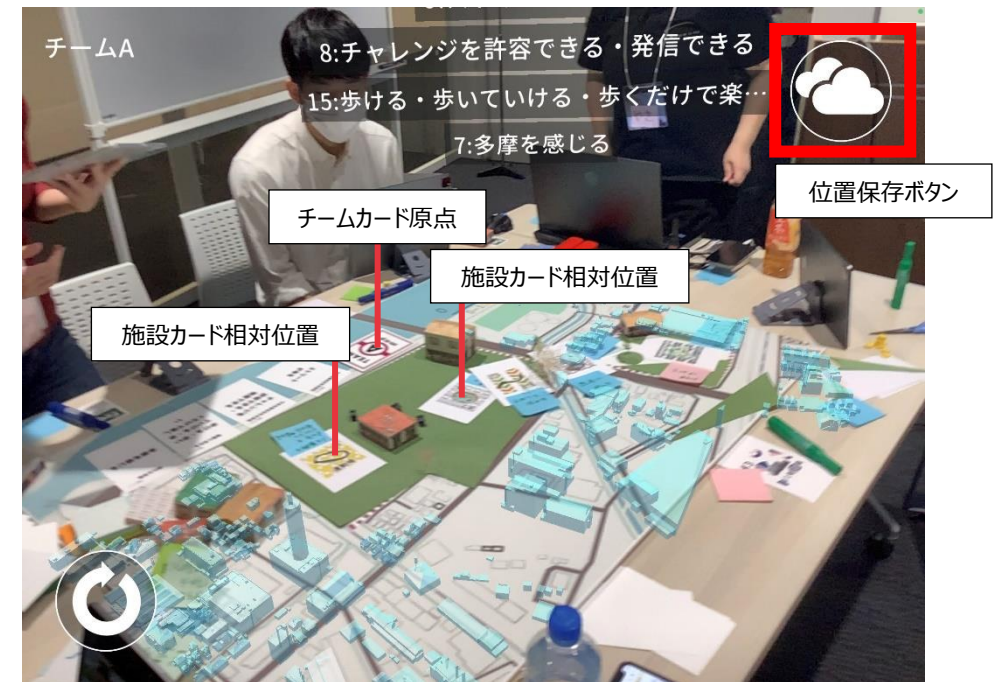 チームA
8:チャレンジを許容できる・発信できる
15:歩ける・歩いていける・歩くだけで楽…
7:多摩を感じる
位置保存ボタン
チームカード原点
施設カード相対位置
施設カード相対位置